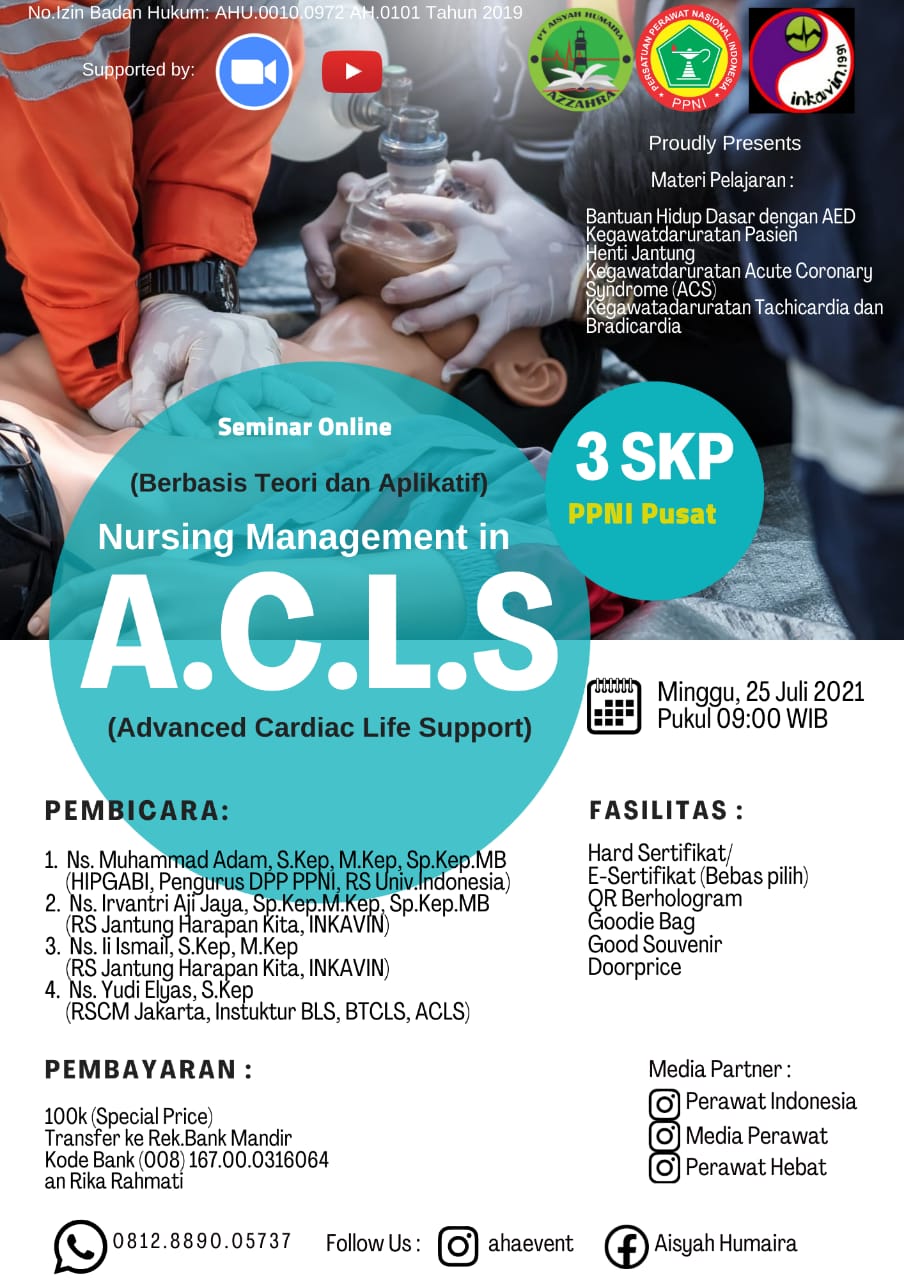 No.Izin Badan Hukum: AHU.0010.0972 AH.0101 Tahun 2019
Supported by:
PT AISYAH HUMAIRA
AZZAHRA
PERSATUAN PERAWAT NASIONAL INDONESIA
PPNI
inkavin.1991
Proudly Presents
Materi Pelajaran :
Bantuan Hidup Dasar dengan AED
Kegawatdaruratan Pasien
Henti Jantung
Kegawatdaruratan Acute Coronary
Syndrome (ACS)
Kegawatadaruratan Tachicardia dan
Bradicardia
Seminar Online
(Berbasis Teori dan Aplikatif)
Nursing Management in
A.C.L.S
(Advanced Cardiac Life Support)
3 SKP
PPNI Pusat
Minggu, 25 Juli 2021
Pukul 09:00 WIB
PEMBICARA:
1. Ns. Muhammad Adam, S.Kep, M.Kep, Sp.Kep.MB
(HIPGABI, Pengurus DPP PPNI, RS Univ.Indonesia)
2. Ns. Irvantri Aji Jaya, Sp.Kep.M.Kep, Sp.Kep.MB
(RS Jantung Harapan Kita, INKAVIN)
3. Ns. Ii Ismail, S.Kep, M.Kep
(RS Jantung Harapan Kita, INKAVIN)
4. Ns. Yudi Elyas, S.Kep
(RSCM Jakarta, Instuktur BLS, BTCLS, ACLS)
FASILITAS :
Hard Sertifikat/
E-Sertifikat (Bebas pilih)
QR Berhologram
Goodie Bag
Good Souvenir
Doorprice
PEMBAYARAN :
100k (Special Price)
Transfer ke Rek.Bank Mandir
Kode Bank (008) 167.00.0316064
an Rika Rahmati
Media Partner :
Perawat Indonesia
Media Perawat
Perawat Hebat
0812.8890.05737
Follow Us :
ahaevent
Aisyah Humaira